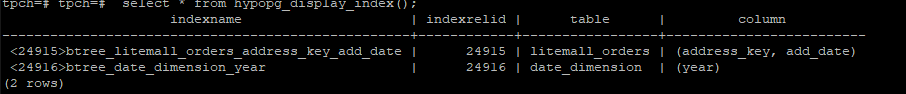 tpch=# tpch=#  select * from hypopg_display_index();
indexname | indexrelid | table | column
----------------------------------------------+------------+-----------------+-------------------------
<24915>btree_litemall_orders_address_key_add_date | 24915 | litemall_orders | (address_key, add_date)
<24916>btree_date_dimension_year | 24916 | date_dimension | (year)
(2 rows)